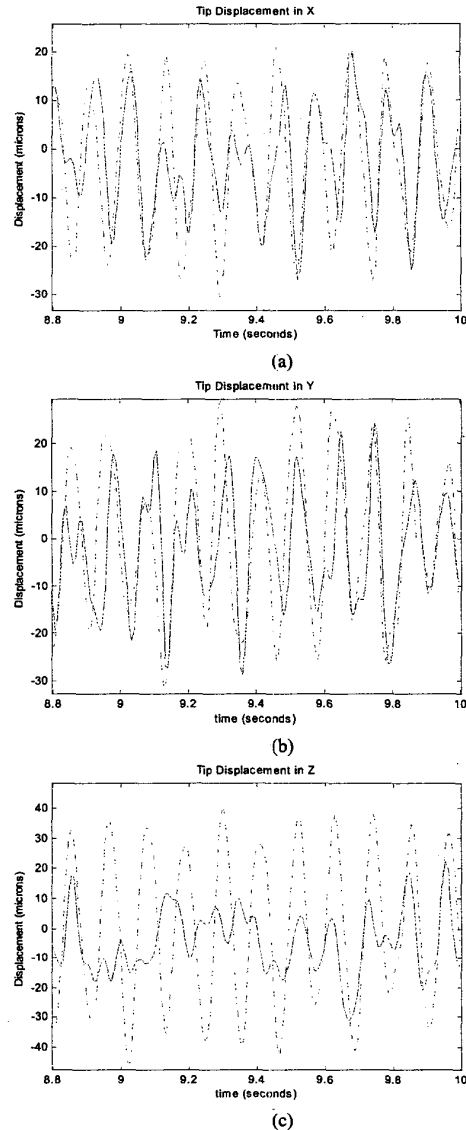 Tip Displacement in X
Displacement (microns)
20
10
0
-10
-20
-30
8.8 9 9.2 9.4 9.6 9.8 10
Time (seconds)
(a)
Tip Displacement in Y
Displacement (microns)
20
10
0
-10
-20
-30
8.8 9 9.2 9.4 9.6 9.8 10
time (seconds)
(b)
Tip Displacement in Z
Displacement (microns)
40
30
20
10
0
-10
-20
-30
-40
8.8 9 9.2 9.4 9.6 9.8 10
time (seconds)
(c)